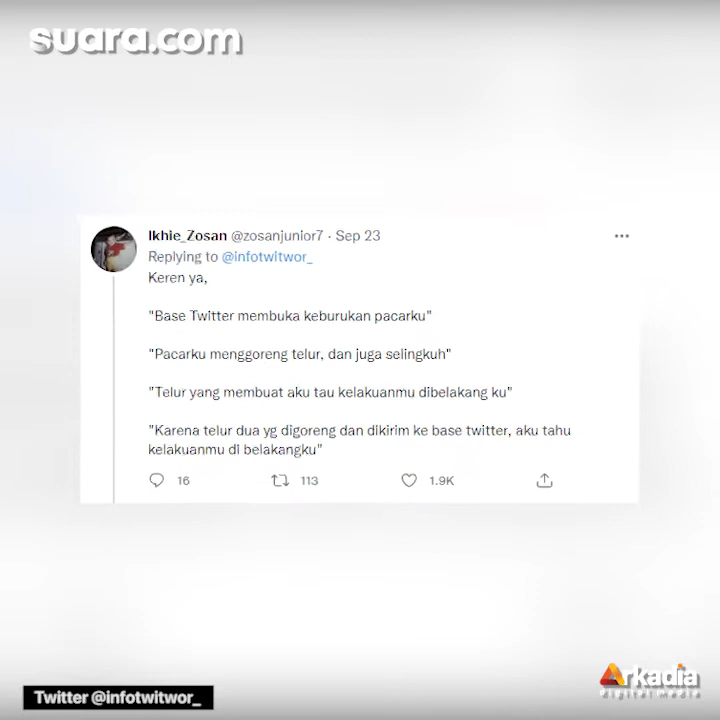 suara.com
Ikhie_Zosan @zosanjunior7 · Sep 23
Replying to @infotwitwor_
Keren ya,
"Base Twitter membuka keburukan pacarku"
"Pacarku menggoreng telur, dan juga selingkuh"
"Telur yang membuat aku tau kelakuanmu dibelakang ku"
"Karena telur dua yg digoreng dan dikirim ke base twitter, aku tahu
kelakuanmu di belakangku"
16 113 1.9K
Arkadia
digital media
Twitter @infotwitwor_